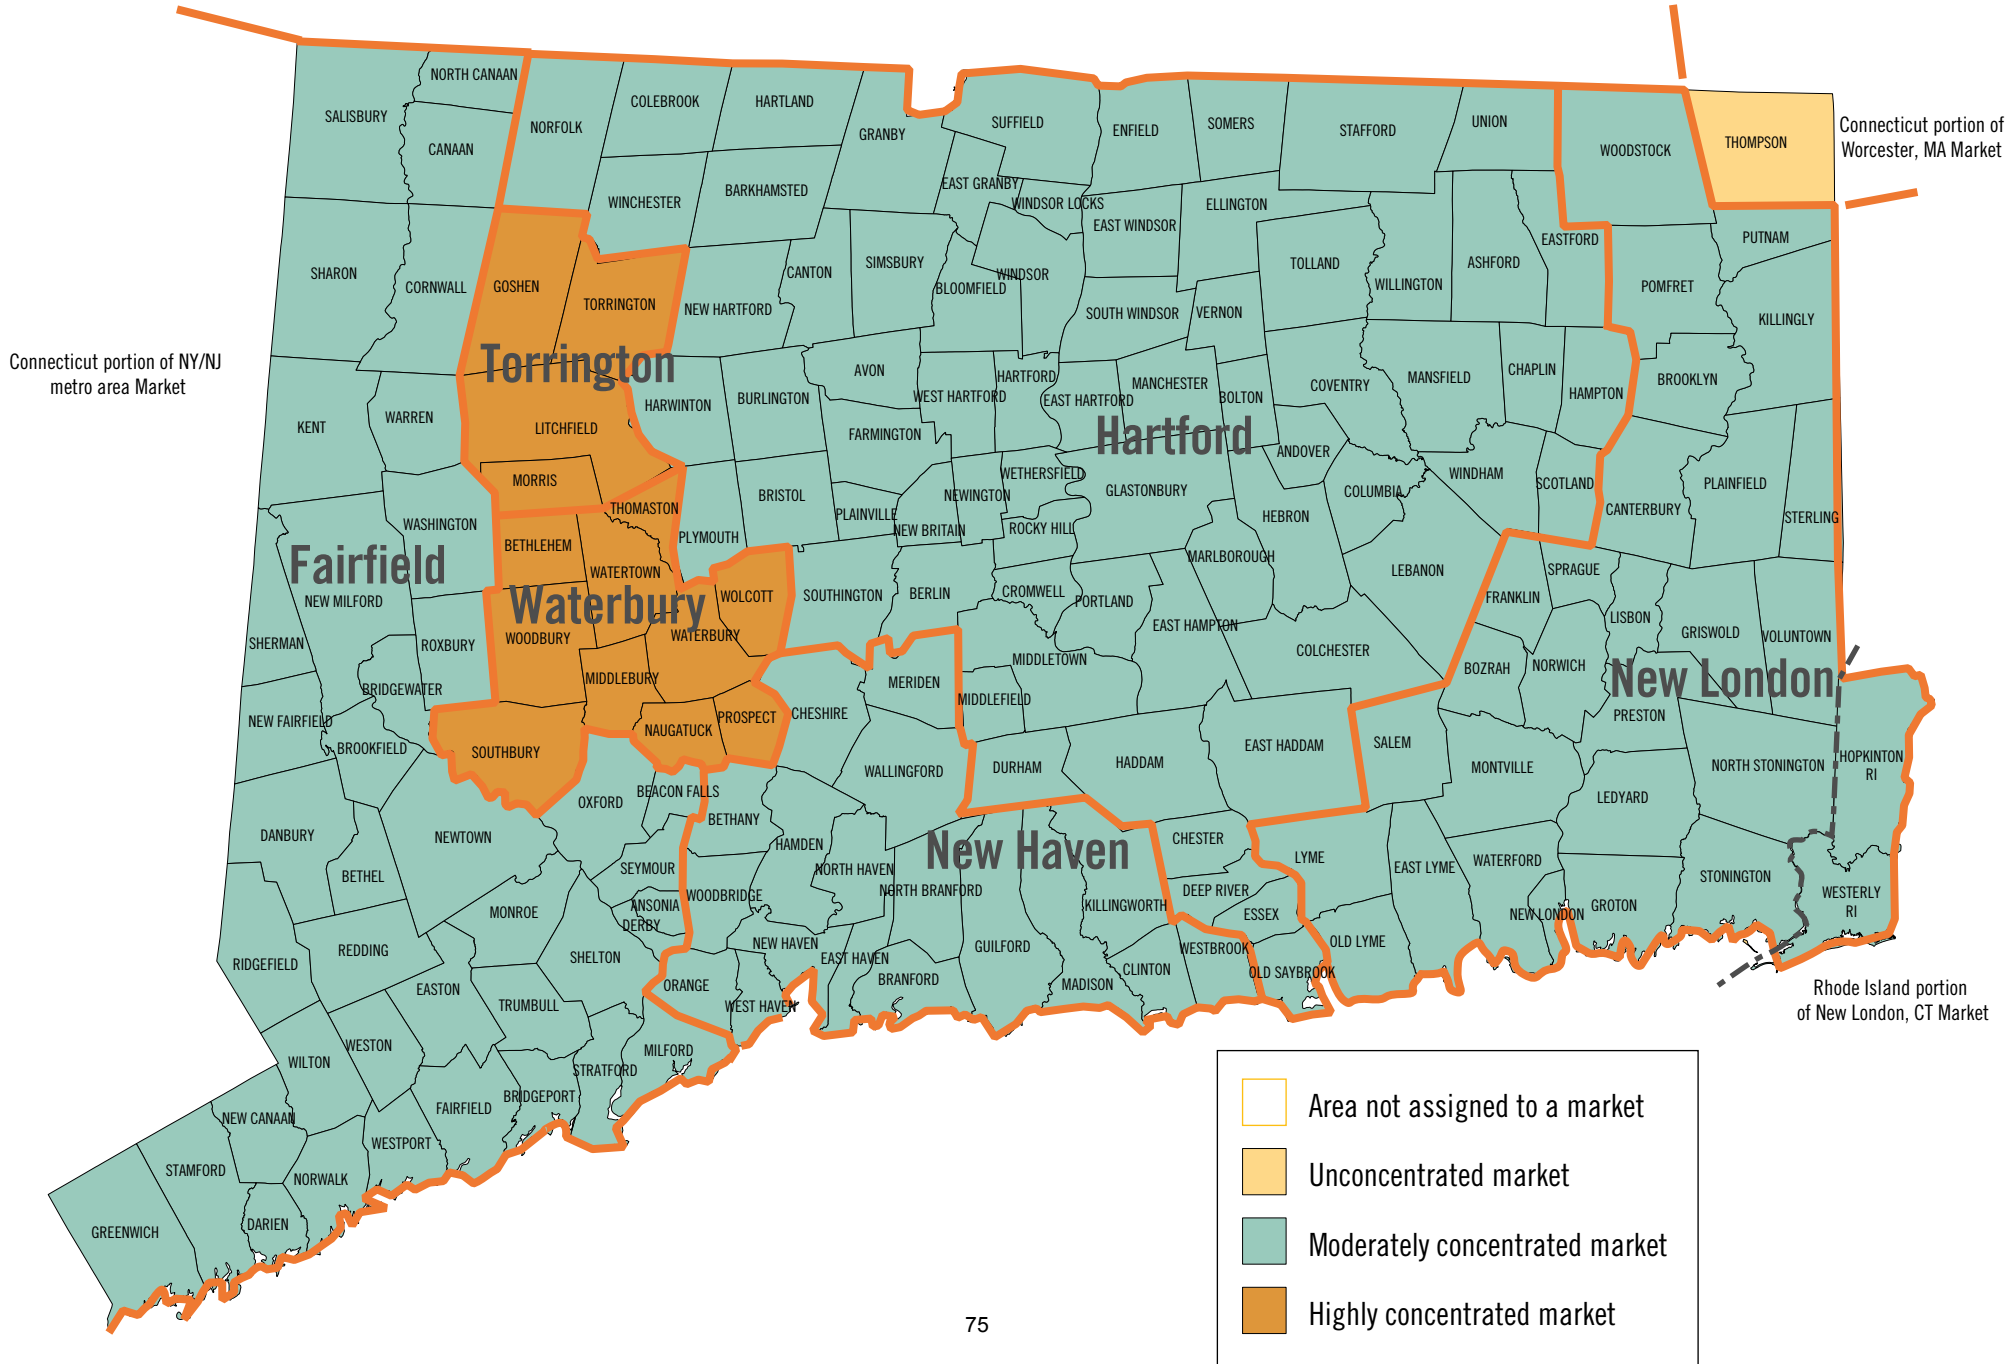 NORTH CANAAN
COLEBROOK
HARTLAND
SALISBURY
NORFOLK
GRANBY
SUFFIELD
ENFIELD
SOMERS
STAFFORD
UNION
WOODSTOCK
THOMPSON
Connecticut portion of
Worcester, MA Market
CANAAN
WINCHESTER
BARKHAMSTED
EAST GRANBY
WINDSOR LOCKS
EAST WINDSOR
ELLINGTON
EASTFORD
PUTNAM
SHARON
CORNWALL
GOSHEN
TORRINGTON
NEW HARTFORD
CANTON
SIMSBURY
BLOOMFIELD
WINDSOR
SOUTH WINDSOR
VERNON
TOLLAND
WILLINGTON
ASHFORD
POMFRET
KILLINGLY
Connecticut portion of NY/NJ
metro area Market
Torrington
KENT
WARREN
LITCHFIELD
HARWINTON
BURLINGTON
AVON
WEST HARTFORD
HARTFORD
EAST HARTFORD
MANCHESTER
BOLTON
COVENTRY
MANSFIELD
CHAPLIN
HAMPTON
BROOKLYN
FARMINGTON
Hartford
ANDOVER
MORRIS
THOMASTON
BRISTOL
PLAINVILLE
NEWINGTON
WETHERSFIELD
GLASTONBURY
COLUMBIA
WINDHAM
SCOTLAND
CANTERBURY
PLAINFIELD
STERLING
WASHINGTON
BETHLEHEM
PLYMOUTH
NEW BRITAIN
ROCKY HILL
HEBRON
MARLBOROUGH
Fairfield
NEW MILFORD
WATERTOWN
Waterbury
WOLCOTT
SOUTHINGTON
BERLIN
CROMWELL
PORTLAND
LEBANON
FRANKLIN
SPRAGUE
LISBON
GRISWOLD
VOLUNTOWN
SHERMAN
ROXBURY
WOODBURY
WATERBURY
EAST HAMPTON
COLCHESTER
BOZRAH
NORWICH
BRIDGEWATER
MIDDLEBURY
MERIDEN
MIDDLETOWN
MIDDLEFIELD
New London
NEW FAIRFIELD
BROOKFIELD
SOUTHBURY
NAUGATUCK
PROSPECT
CHESHIRE
WALLINGFORD
DURHAM
HADDAM
EAST HADDAM
SALEM
MONTVILLE
PRESTON
NORTH STONINGTON
HOPKINTON
RI
DANBURY
NEWTOWN
OXFORD
BEACON FALLS
BETHANY
HAMDEN
LEDYARD
BETHEL
SEYMOUR
WOODBRIDGE
NORTH HAVEN
New Haven
NORTH BRANFORD
CHESTER
DEEP RIVER
LYME
EAST LYME
WATERFORD
STONINGTON
WESTERLY
RI
MONROE
ANSONIA
DERBY
KILLINGWORTH
ESSEX
NEW LONDON
GROTON
RIDGEFIELD
REDDING
SHELTON
NEW HAVEN
EAST HAVEN
BRANFORD
GUILFORD
MADISON
CLINTON
WESTBROOK
OLD SAYBROOK
OLD LYME
EASTON
TRUMBULL
ORANGE
WEST HAVEN
Rhode Island portion
of New London, CT Market
WILTON
WESTON
MILFORD
STRATFORD
BRIDGEPORT
FAIRFIELD
NEW CANAAN
WESTPORT
STAMFORD
NORWALK
GREENWICH
DARIEN
Area not assigned to a market
Unconcentrated market
Moderately concentrated market
Highly concentrated market
75